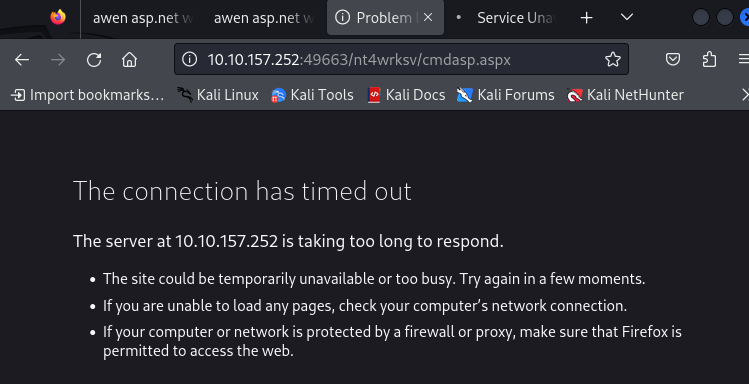 awen asp.net w
awen asp.net w
Problem
Service Una
10.10.157.252:49663/nt4wrksv/cmdasp.aspx
Import bookmarks...
Kali Linux
Kali Tools
Kali Docs
Kali Forums
Kali NetHunter
The connection has timed out
The server at 10.10.157.252 is taking too long to respond.
• The site could be temporarily unavailable or too busy. Try again in a few moments.
• If you are unable to load any pages, check your computer’s network connection.
• If your computer or network is protected by a firewall or proxy, make sure that Firefox is
permitted to access the web.